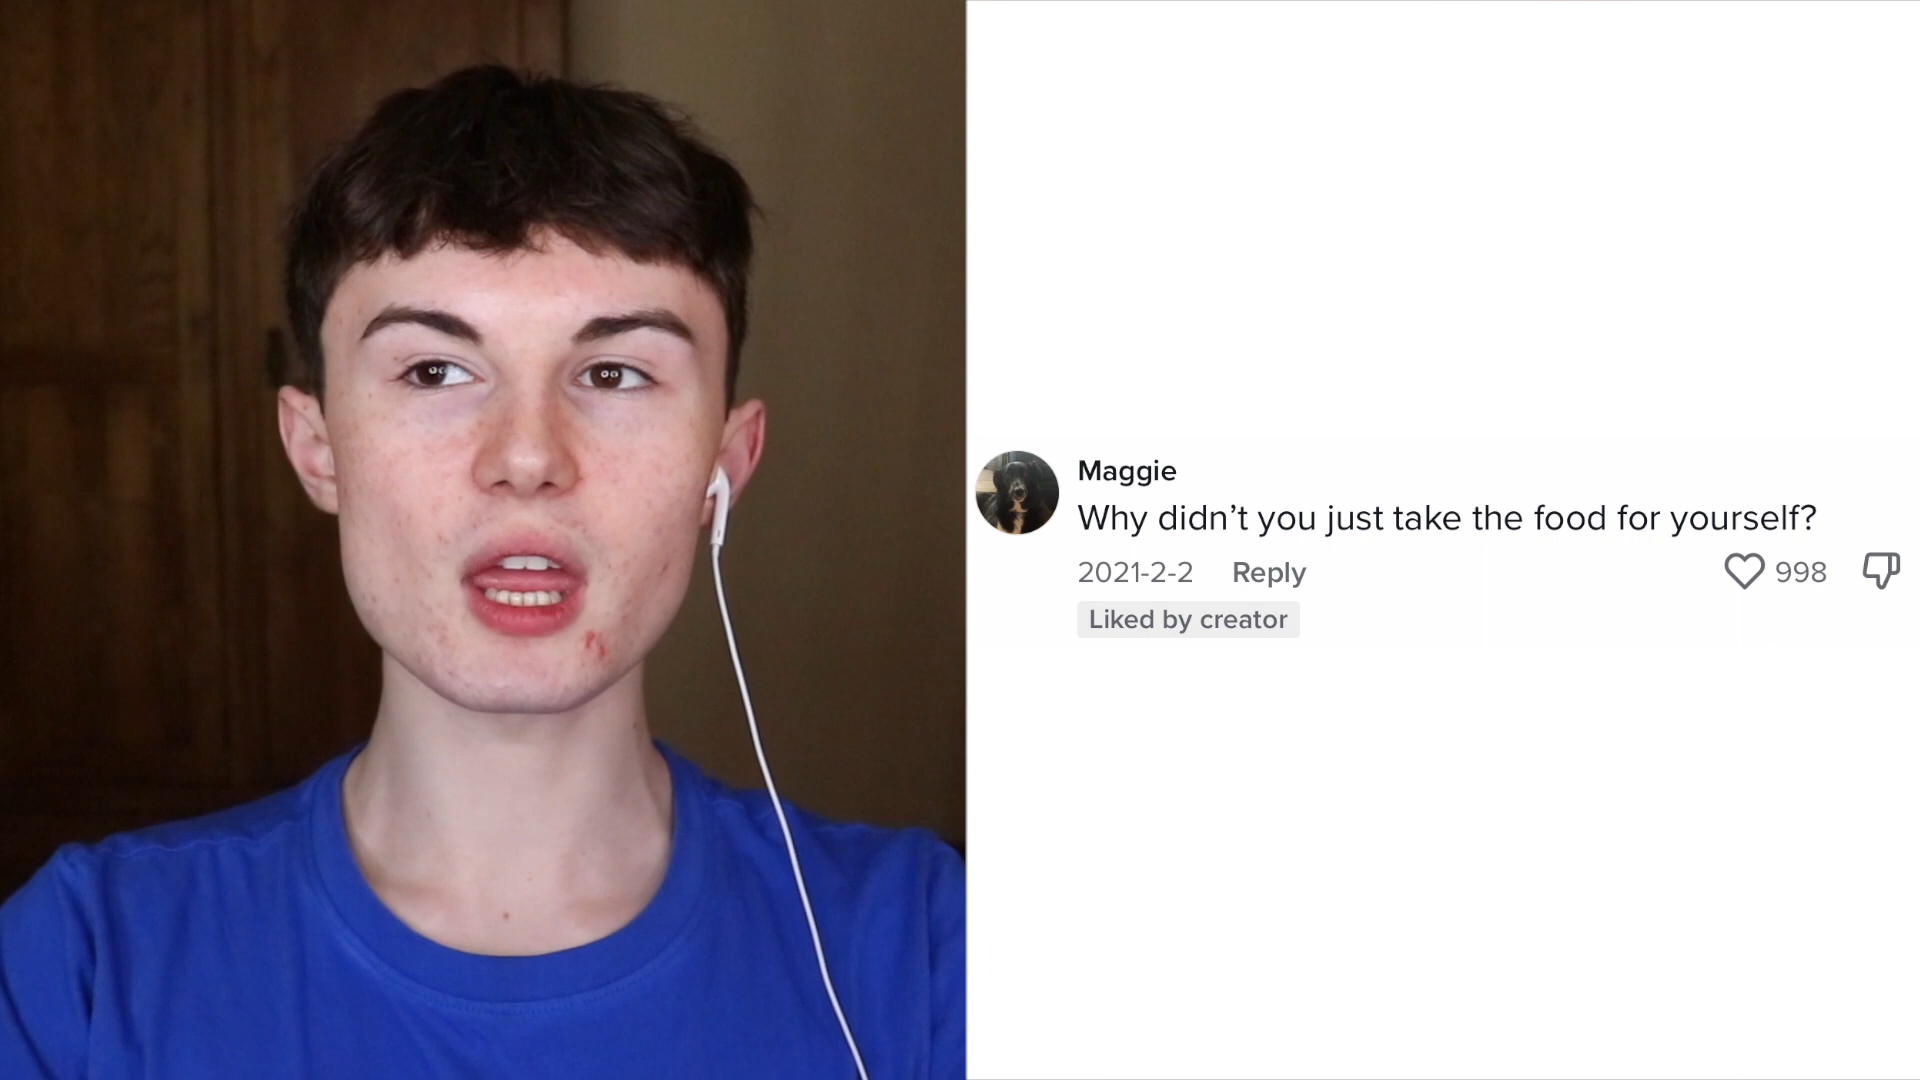 Maggie
Why didn’t you just take the food for yourself?
2021-2-2 Reply 998
Liked by creator